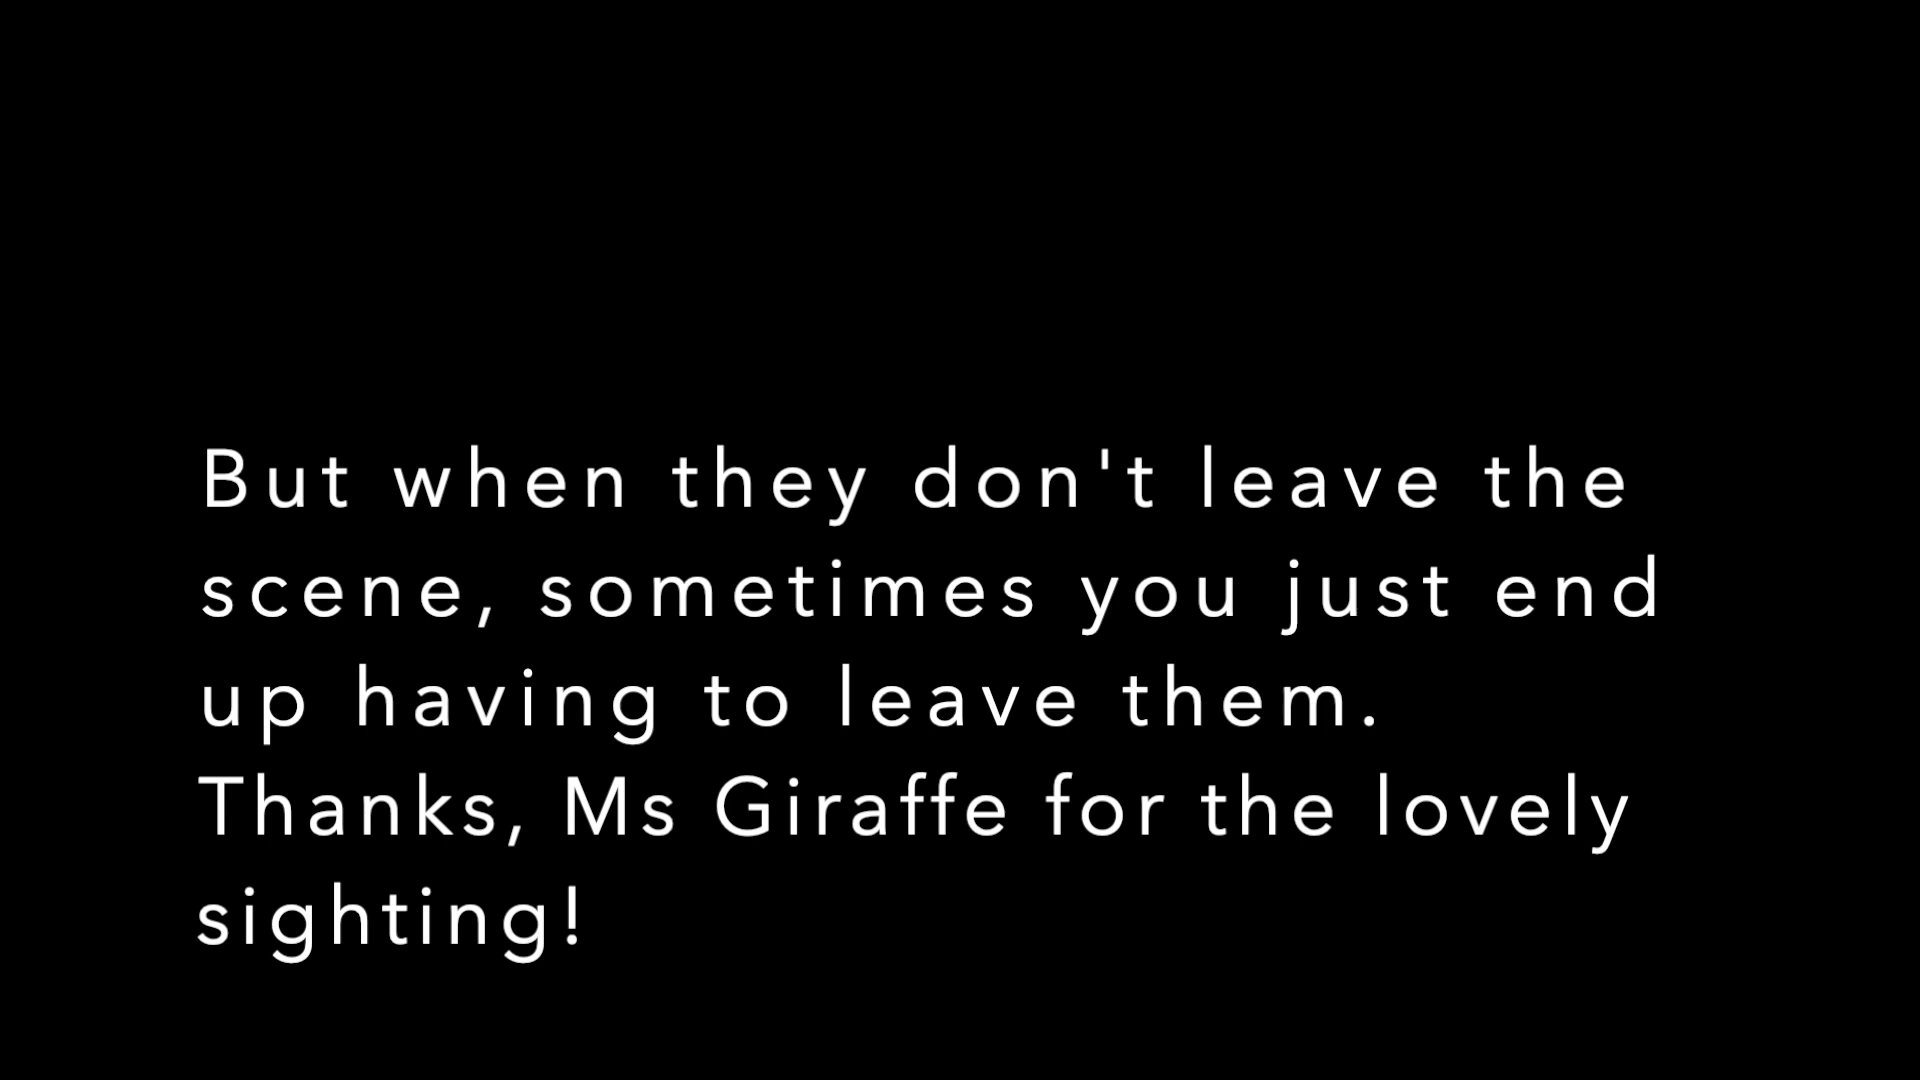 But when they don't leave the
scene, sometimes you just end
up having to leave them.
Thanks, Ms Giraffe for the lovely
sighting!